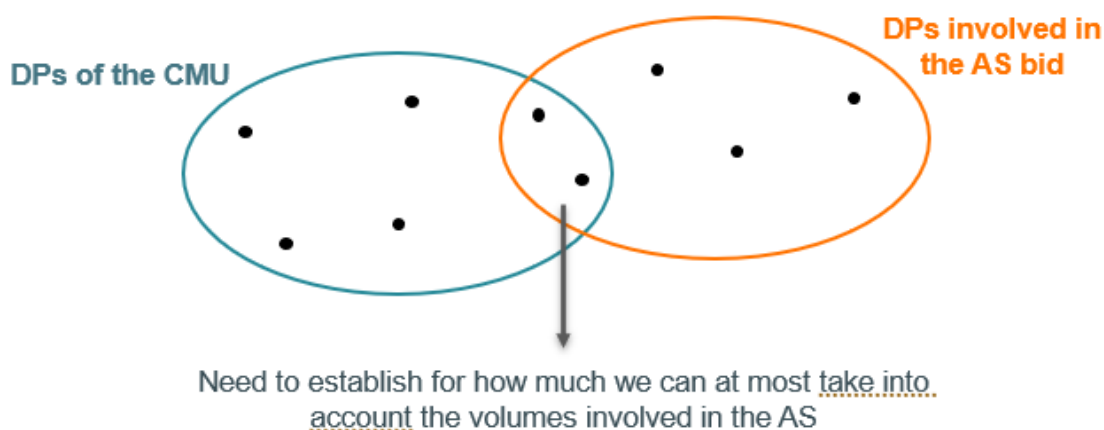 DPs involved in
the AS bid
DPs of the CMU
Need to establish for how much we can at most take into
account the volumes involved in the AS